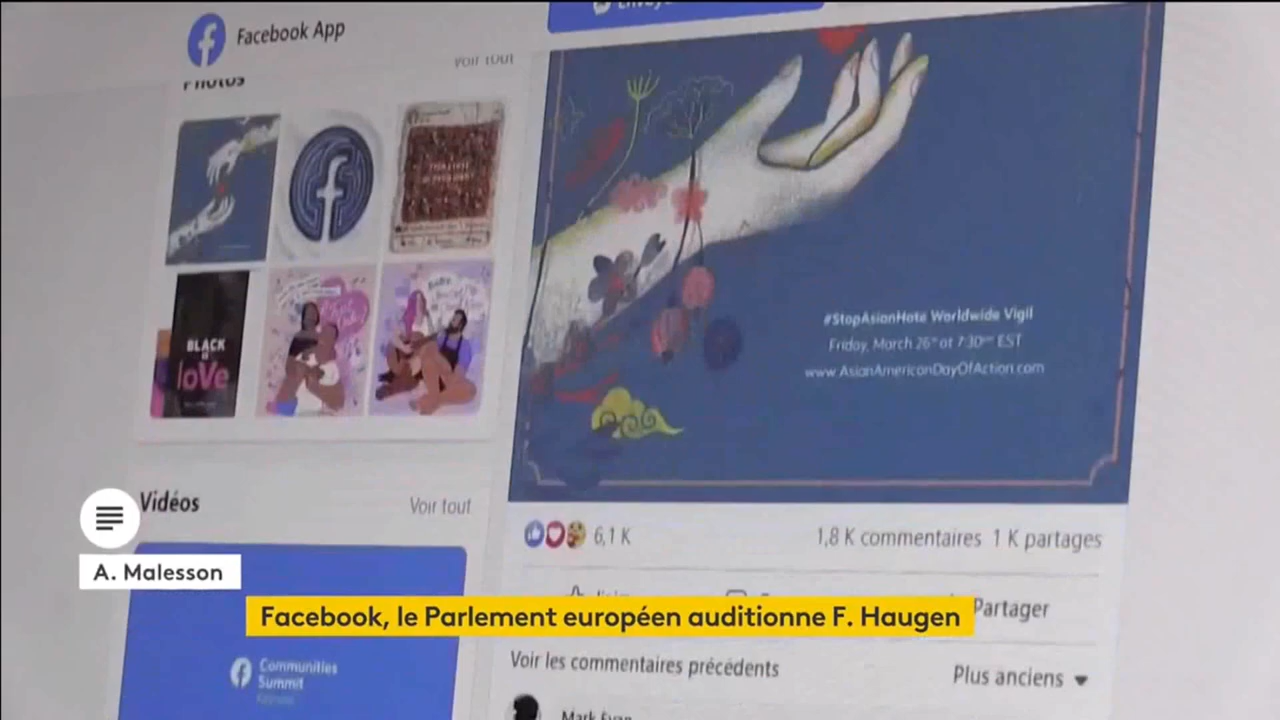 Facebook App
Voir tout
Photos
BLACK
love
#StopAsianHate Worldwide Vigil
Friday, March 26th at 7:30pm EST
www.AsianAmericanDayOfAction.com
Vidéos
Voir tout
6,1 K
1,8 K commentaires 1 K partages
A. Malesson
Partager
Facebook, le Parlement européen auditionne F. Haugen
Voir les commentaires précédents
Plus anciens
Communities
Summit